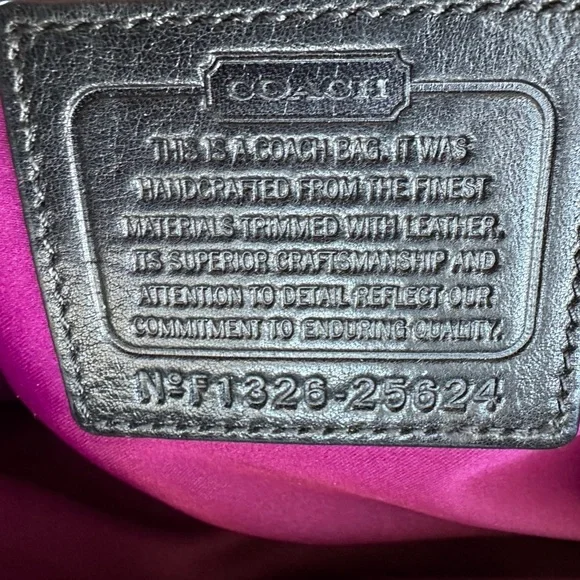 COACH
THIS IS A COACH BAG. IT WAS
HANDCRAFTED FROM THE FINEST
MATERIALS TRIMMED WITH LEATHER.
ITS SUPERIOR CRAFTSMANSHIP AND
ATTENTION TO DETAIL REFLECT OUR
COMMITMENT TO ENDURING QUALITY.
Nº F1326-25624